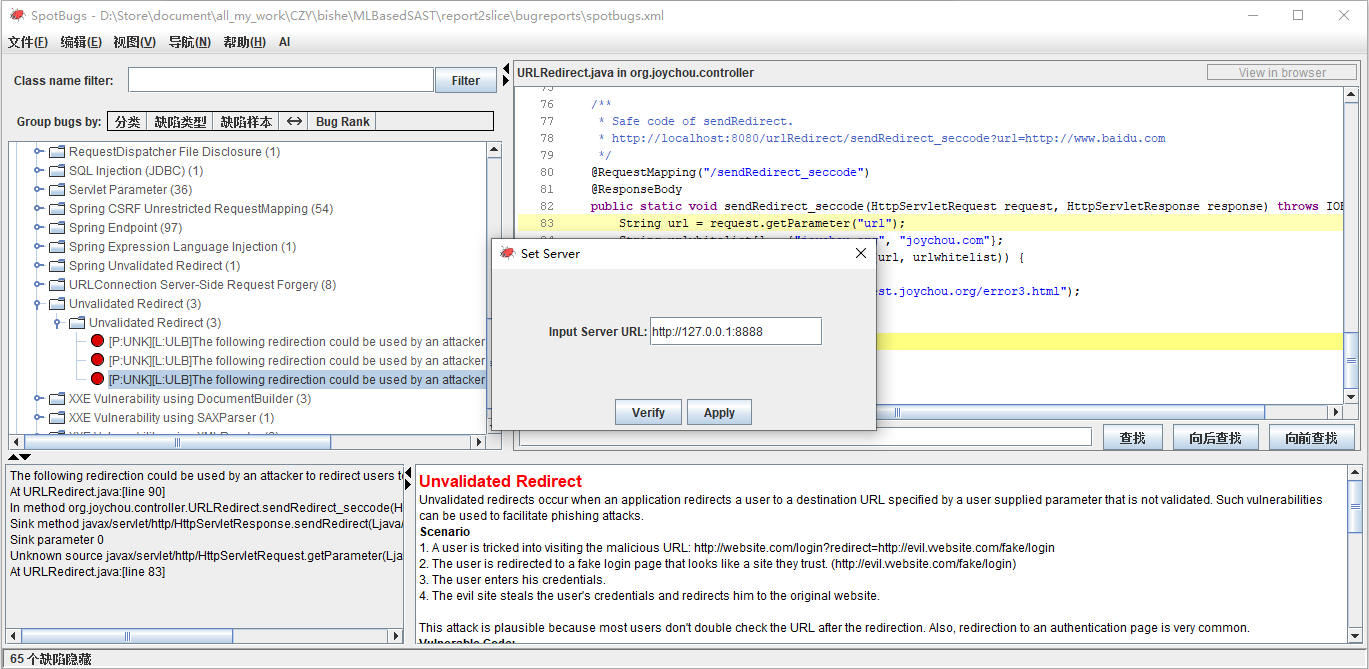 SpotBugs - D:\Store\document\all_my_work\CZY\bishe\MLBasedSAST\report2slice\bugreports\spotbugs.xml
文件(F) 编辑(E) 视图(V) 导航(N) 帮助(H) AI
Class name filter: Filter
Group bugs by: 分类 缺陷类型 缺陷样本 <-> Bug Rank
RequestDispatcher File Disclosure (1)
SQL Injection (JDBC) (1)
Servlet Parameter (36)
Spring CSRF Unrestricted RequestMapping (54)
Spring Endpoint (97)
Spring Expression Language Injection (1)
Spring Unvalidated Redirect (1)
URLConnection Server-Side Request Forgery (8)
Unvalidated Redirect (3)
Unvalidated Redirect (3)
[P:UNK][L:ULB]The following redirection could be used by an attacker
[P:UNK][L:ULB]The following redirection could be used by an attacker
[P:UNK][L:ULB]The following redirection could be used by an attacker
XXE Vulnerability using DocumentBuilder (3)
XXE Vulnerability using SAXParser (1)
URLRedirect.java in org.joychou.controller
View in browser
76 /**
77 * Safe code of sendRedirect.
78 * http://localhost:8080/urlRedirect/sendRedirect_seccode?url=http://www.baidu.com
79 */
80 @RequestMapping("/sendRedirect_seccode")
81 @ResponseBody
82 public static void sendRedirect_seccode(HttpServletRequest request, HttpServletResponse response) throws IOE
83 String url = request.getParameter("url");
"joychou.com"};
url, urlwhitelist)) {
est.joychou.org/error3.html");
Set Server
Input Server URL: http://127.0.0.1:8888
Verify Apply
查找 向后查找 向前查找
The following redirection could be used by an attacker to redirect users to
At URLRedirect.java:[line 90]
In method org.joychou.controller.URLRedirect.sendRedirect_seccode(H
Sink method javax/servlet/http/HttpServletResponse.sendRedirect(Ljava/
Sink parameter 0
Unknown source javax/servlet/http/HttpServletRequest.getParameter(Lja
At URLRedirect.java:[line 83]
Unvalidated Redirect
Unvalidated redirects occur when an application redirects a user to a destination URL specified by a user supplied parameter that is not validated. Such vulnerabilities
can be used to facilitate phishing attacks.
Scenario
1. A user is tricked into visiting the malicious URL: http://website.com/login?redirect=http://evil.vvebsite.com/fake/login
2. The user is redirected to a fake login page that looks like a site they trust. (http://evil.vvebsite.com/fake/login)
3. The user enters his credentials.
4. The evil site steals the user's credentials and redirects him to the original website.
This attack is plausible because most users don't double check the URL after the redirection. Also, redirection to an authentication page is very common.
Vulnerable Code:
65 个缺陷隐藏